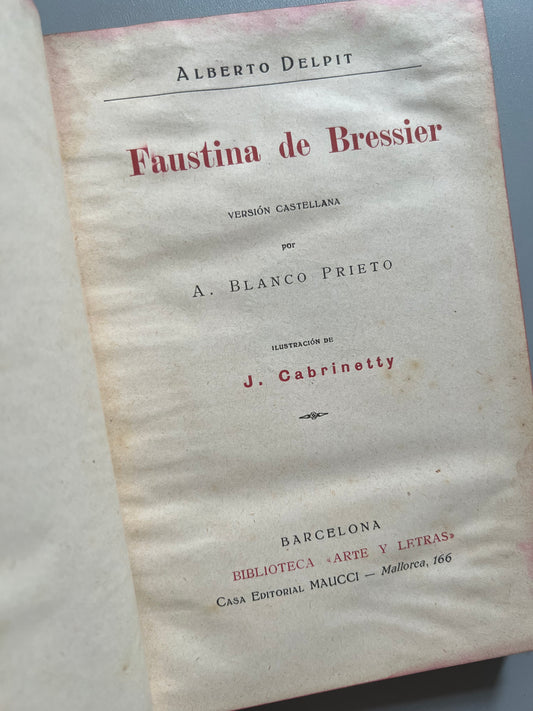 ALBERTO DELPIT
Faustina de Bressier
VERSIÓN CASTELLANA
por
A. BLANCO PRIETO
ILUSTRACIÓN DE
J. Cabrinetty
BARCELONA
BIBLIOTECA «ARTE Y LETRAS»
CASA EDITORIAL MAUCCI — Mallorca, 166